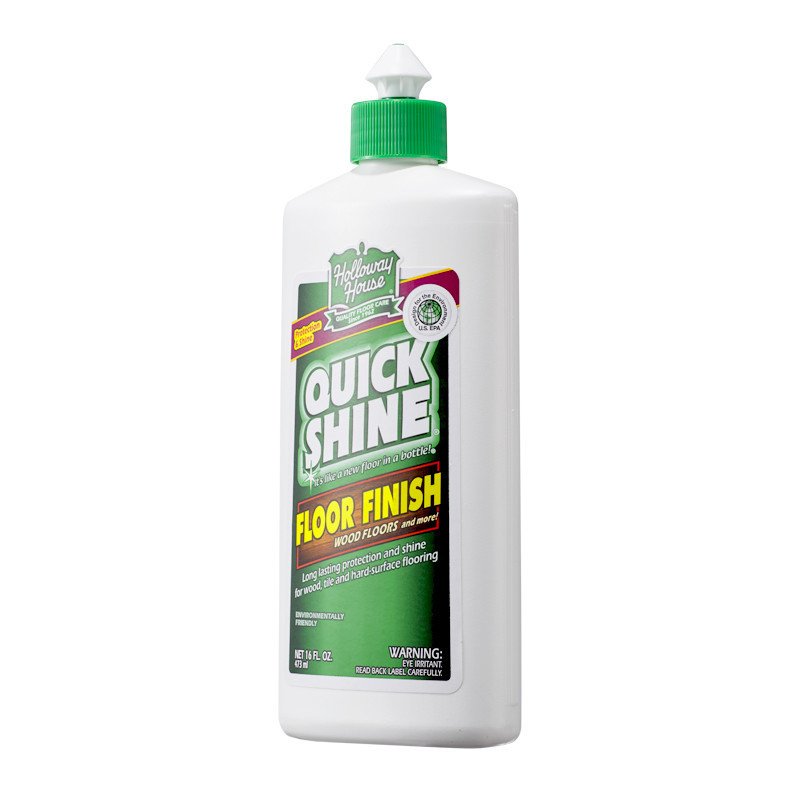 Holloway
House
QUALITY FLOOR CARE
Since 1962
Protection
& Shine
Design for the Environment
U.S. EPA
QUICK
SHINE®
It's like a new floor in a bottle!
FLOOR FINISH
WOOD FLOORS and more!
Long lasting protection and shine
for wood, tile and hard-surface flooring
ENVIRONMENTALLY
FRIENDLY
NET 16 FL. OZ.
473 ml
WARNING:
EYE IRRITANT.
READ BACK LABEL CAREFULLY.